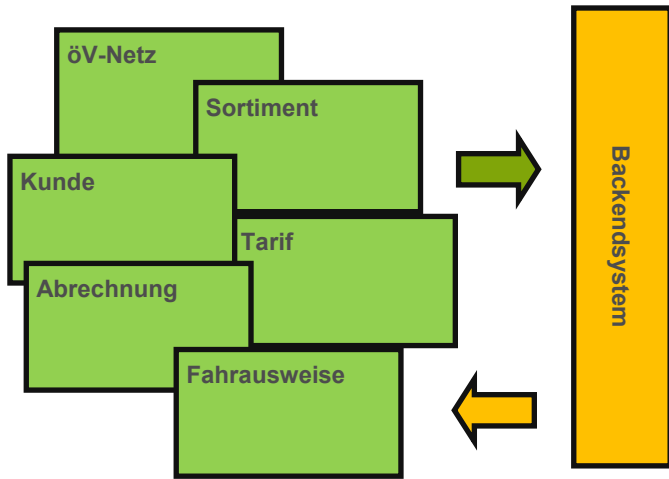 öV-Netz
Sortiment
Kunde
Tarif
Abrechnung
Fahrausweise
Backendsystem